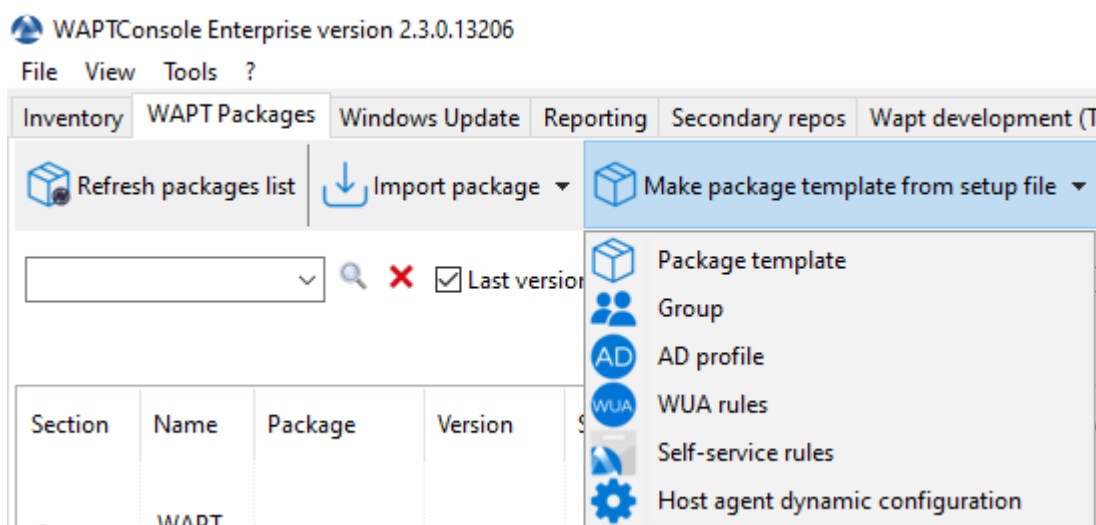 WAPTConsole Enterprise version 2.3.0.13206
File View Tools ?
Inventory WAPT Packages Windows Update Reporting Secondary repos Wapt development (T
Refresh packages list Import package Make package template from setup file
Last version
Package template
Group
AD AD profile
WUA WUA rules
Self-service rules
Section Name Package Version
Host agent dynamic configuration
WAPT